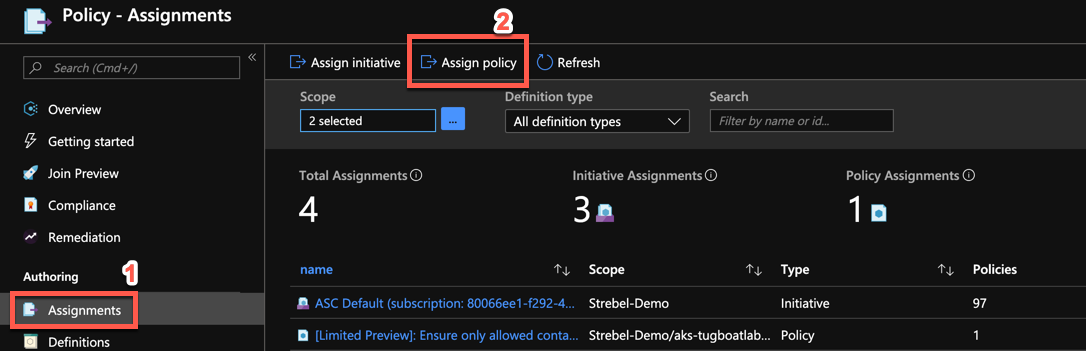 Policy - Assignments
2
Search (Cmd+/)
«
Assign initiative
Assign policy
Refresh
Overview
Getting started
Join Preview
Compliance
Remediation
Authoring
1
Assignments
Definitions
Scope
Definition type
Search
2 selected
...
All definition types
Filter by name or id...
Total Assignments
Initiative Assignments
Policy Assignments
4
3
1
name
Scope
Type
Policies
ASC Default (subscription: 80066ee1-f292-4... Strebel-Demo Initiative 97
[Limited Preview]: Ensure only allowed conta... Strebel-Demo/aks-tugboatlab... Policy 1